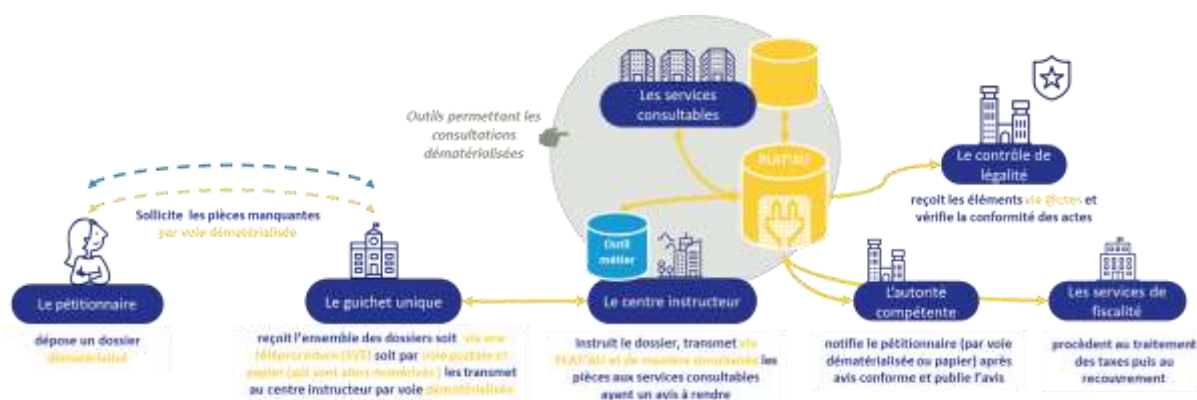 Les services
consultables
Outils permettant les
consultations
dématérialisées
PLAT'AU
Le contrôle de
légalité
reçoit les éléments via @ctes et
vérifie la conformité des actes
Sollicite les pièces manquantes
par voie dématérialisée
Outil
métier
Le pétitionnaire
Le guichet unique
Le centre instructeur
L'autorité
compétente
Les services de
fiscalité
dépose un dossier
dématérialisé
reçoit l'ensemble des dossiers soit via une
téléprocédure (SVE) soit par voie postale et
papier (qui sont alors numérisés) les transmet
au centre instructeur par voie dématérialisée
instruit le dossier, transmet via
PLAT'AU et de manière simultanée les
pièces aux services consultables
ayant un avis à rendre
notifie le pétitionnaire (par voie
dématérialisée ou papier) après
avis conforme et publie l'avis
procèdent au traitement
des taxes puis au
recouvrement